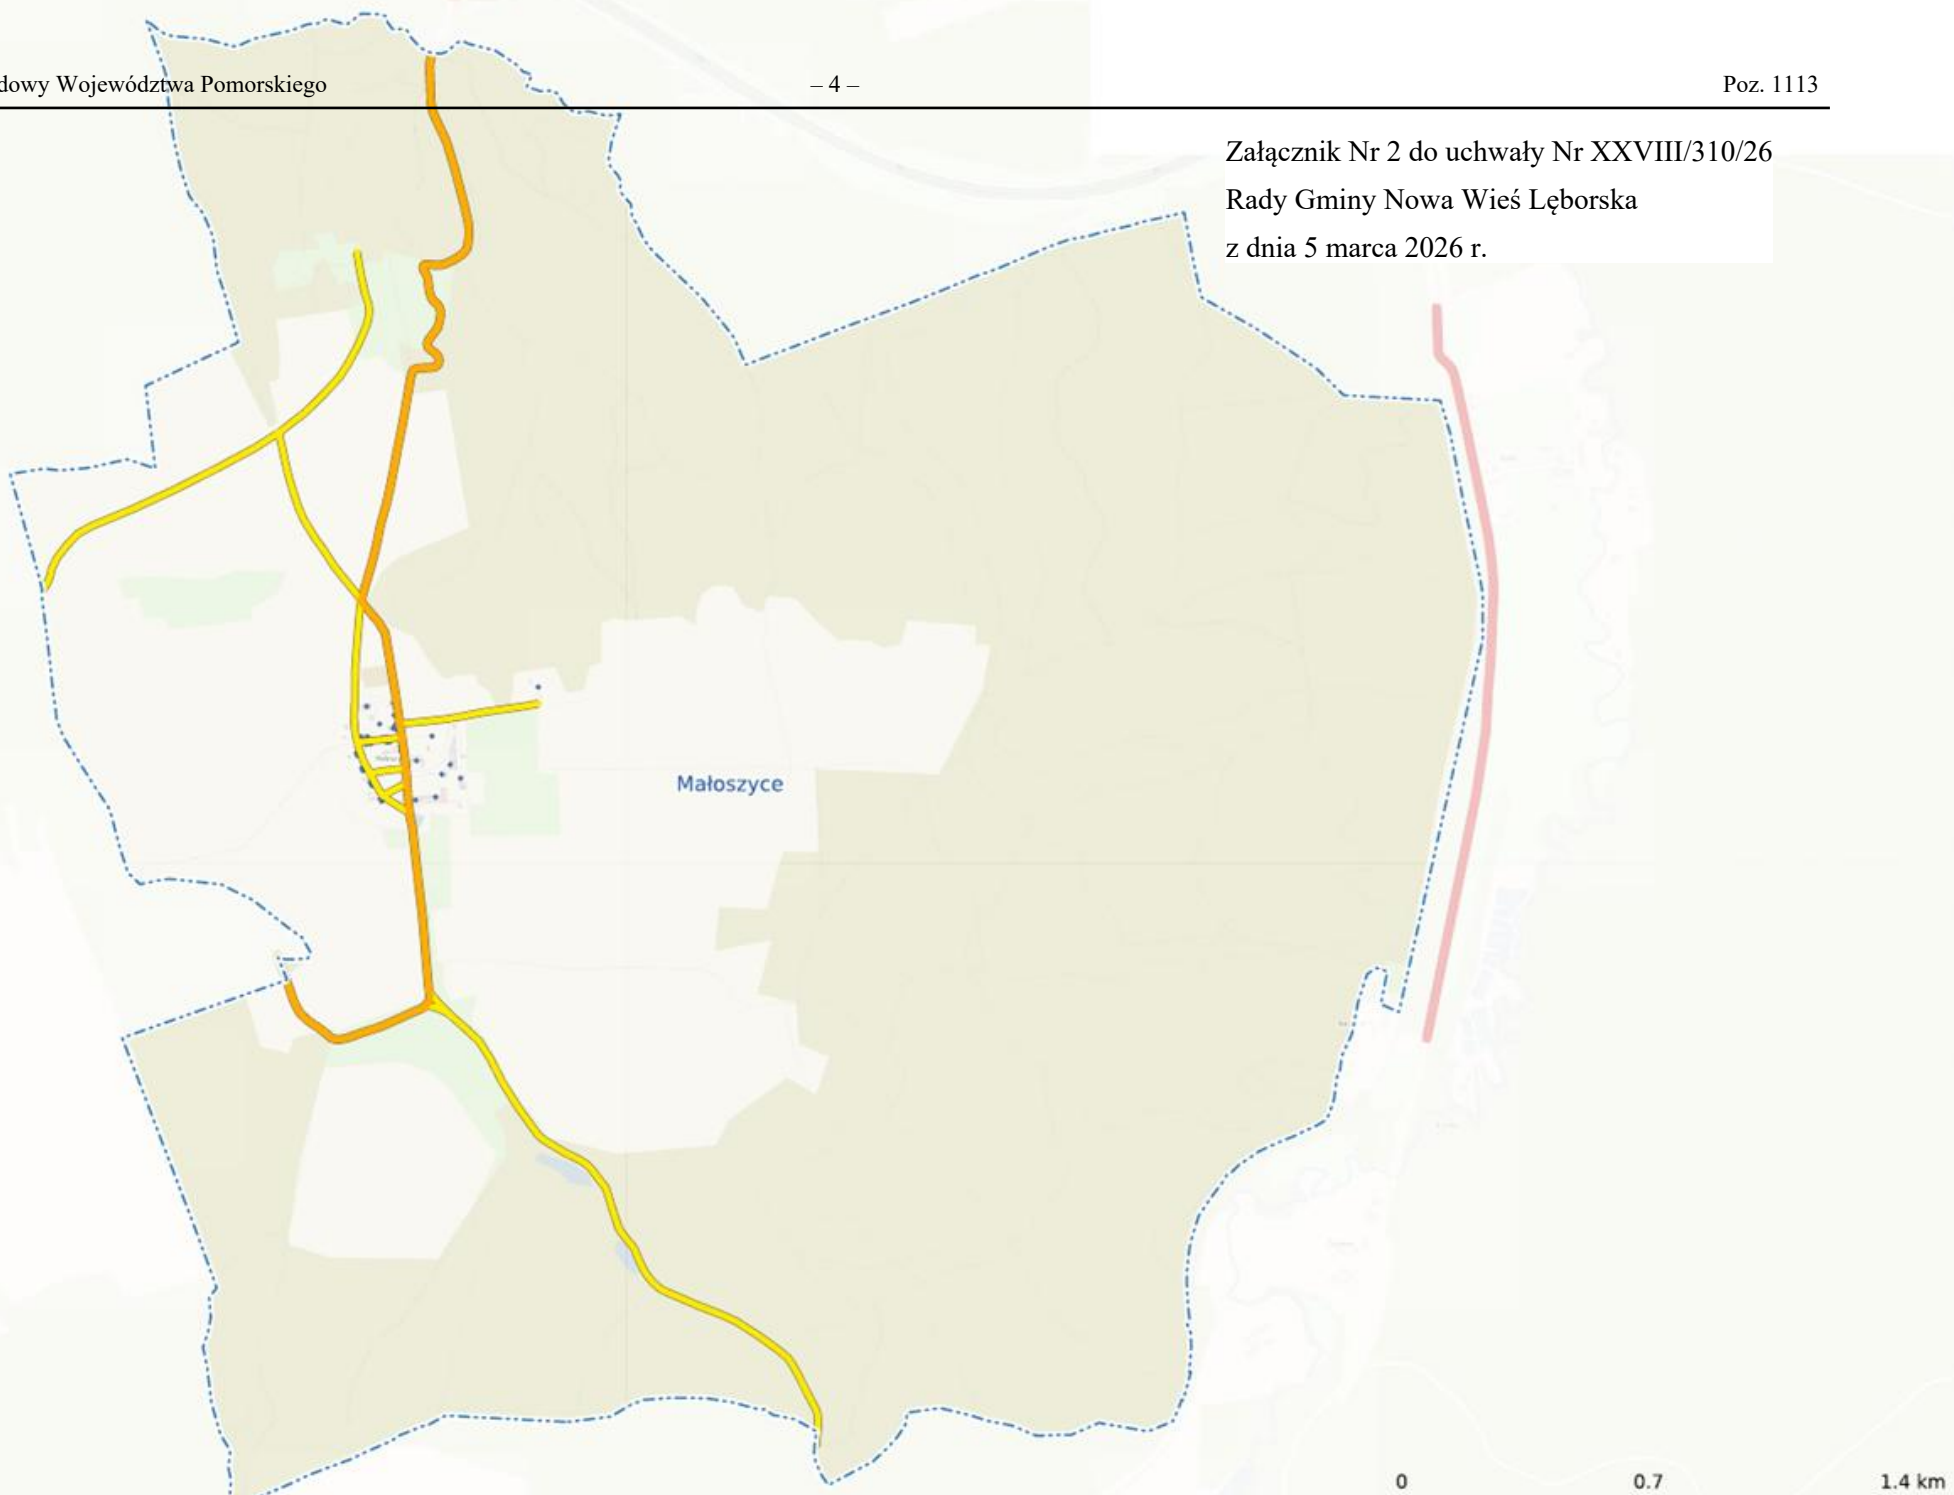 dowy Województwa Pomorskiego – 4 – Poz. 1113
Załącznik Nr 2 do uchwały Nr XXVIII/310/26
Rady Gminy Nowa Wieś Lęborska
z dnia 5 marca 2026 r.
Małoszyce
0 0.7 1.4 km